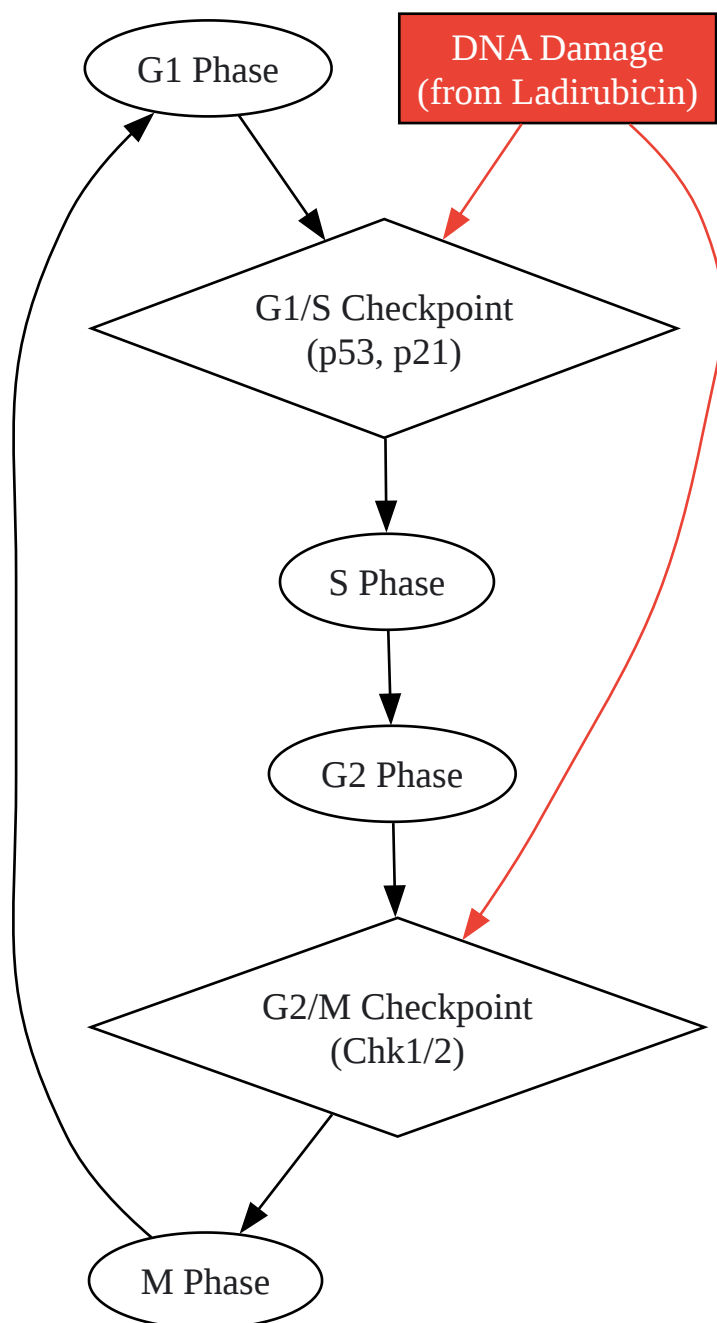 G1 Phase
DNA Damage
(from Ladirubicin)
G1/S Checkpoint
(p53, p21)
S Phase
G2 Phase
G2/M Checkpoint
(Chk1/2)
M Phase